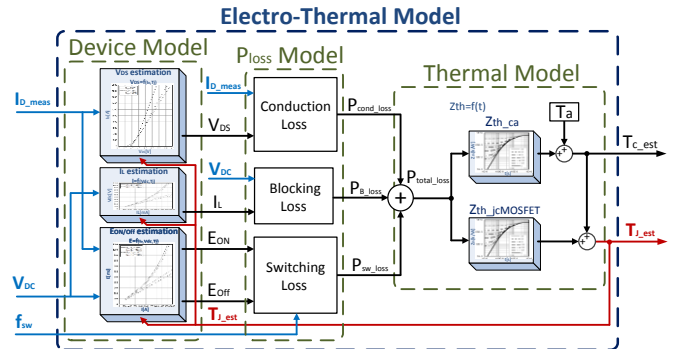 Electro-Thermal Model
Device Model
Ploss Model
Thermal Model
VDS estimation
ID_meas
ID_meas
VDS
Conduction
Loss
Pcond_loss
Zth=f(t)
Zth_ca
Ta
Tc_est
IL estimation
VDC
IL
Blocking
Loss
PB_loss
Ptotal_loss
Zth_jcMOSFET
EON/Off estimation
EON
Switching
Loss
Psw_loss
TJ_est
VDC
EOff
TJ_est
fsw